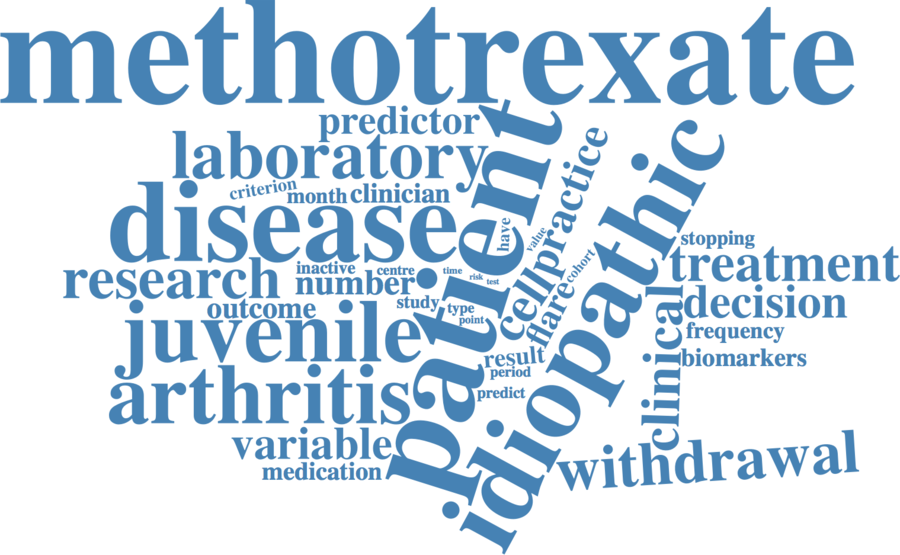 methotrexate
predictor
laboratory
criterion
month
clinician
disease
patient
have
value
practice
cell
idiopathic
research
inactive
centre
number
time
risk
test
outcome
study
type
point
flare
cohort
juvenile
result
period
predict
arthritis
variable
medication
stopping
treatment
decision
clinical
frequency
biomarkers
withdrawal